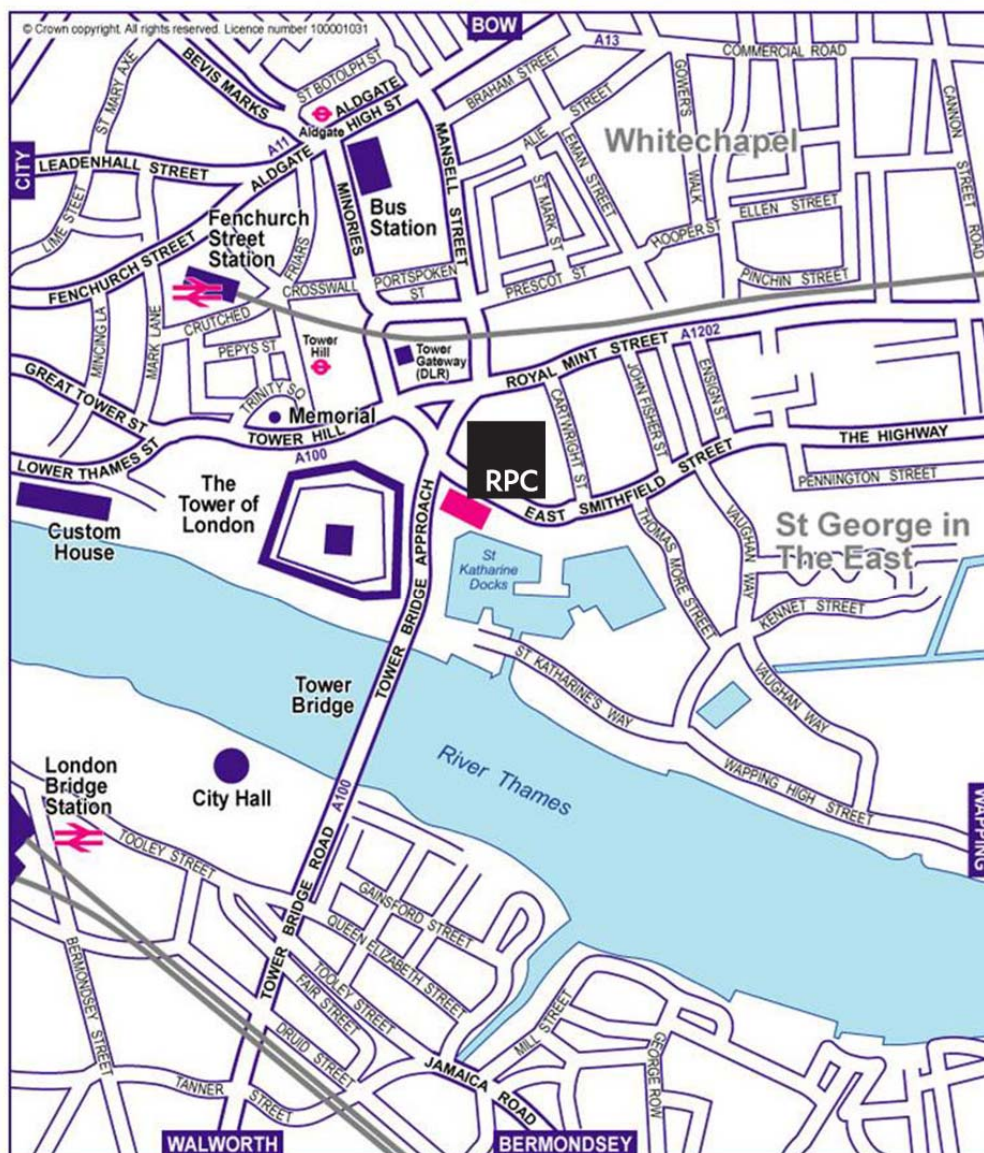 © Crown copyright. All rights reserved. Licence number 100001031
BOW
A13
COMMERCIAL ROAD
BEVIS MARKS
ST BOTOLPH ST
ST MARY AXE
ALDGATE
Aldgate
ALDGATE HIGH ST
A11
BRAHAM STREET
GOWER'S
WALK
CANNON
STREET
ROAD
MANSELL STREET
ALIE STREET
LEMAN STREET
Whitechapel
CITY
LEADENHALL STREET
MINORIES
Bus
Station
ST MARK ST
ELLEN STREET
HOOPER ST
LIME STEET
Fenchurch
Street
Station
FRIARS
FENCHURCH STREET
CROSSWALL
PORTSPOKEN
ST
PRESCOT ST
PINCHIN STREET
CRUTCHED
MINCING LA
MARK LANE
PEPYS ST
Tower
Hill
Tower
Gateway
(DLR)
ROYAL MINT STREET
A1202
GREAT TOWER ST
TRINITY SQ
Memorial
TOWER HILL
A100
CARTWRIGHT ST
JOHN FISHER ST
ENSIGN ST
THE HIGHWAY
LOWER THAMES ST
The
Tower of
London
RPC
EAST SMITHFIELD
STREET
PENNINGTON STREET
Custom
House
TOWER BRIDGE APPROACH
St
Katharine
Docks
THOMAS MORE STREET
VAUGHAN WAY
St George in
The East
KENNET STREET
ST KATHARINE'S WAY
VAUGHAN WAY
Tower
Bridge
River Thames
WAPPING HIGH STREET
WAPPING
London
Bridge
Station
City Hall
A100
TOOLEY STREET
TOWER BRIDGE ROAD
GAINSFORD STREET
QUEEN ELIZABETH STREET
TOOLEY STREET
FAIR STREET
DRUID STREET
BERMONDSEY STREET
MILL STREET
GEORGE ROW
JAMAICA ROAD
TANNER STREET
WALWORTH
BERMONDSEY